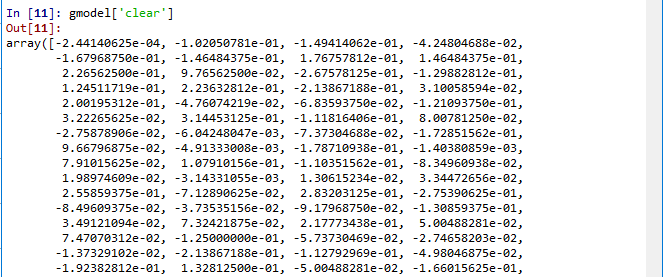 In [11]: gmodel['clear']
Out[11]:
array([-2.44140625e-04, -1.02050781e-01, -1.49414062e-01, -4.24804688e-02,
-1.67968750e-01, -1.46484375e-01, 1.76757812e-01, 1.46484375e-01,
2.26562500e-01, 9.76562500e-02, -2.67578125e-01, -1.29882812e-01,
1.24511719e-01, 2.23632812e-01, -2.13867188e-01, 3.10058594e-02,
2.00195312e-01, -4.76074219e-02, -6.83593750e-02, -1.21093750e-01,
3.22265625e-02, 3.14453125e-01, -1.11816406e-01, 8.00781250e-02,
-2.75878906e-02, -6.04248047e-03, -7.37304688e-02, -1.72851562e-01,
9.66796875e-02, -4.91333008e-03, -1.78710938e-01, -1.40380859e-03,
7.91015625e-02, 1.07910156e-01, -1.10351562e-01, -8.34960938e-02,
1.98974609e-02, -3.14331055e-03, 1.30615234e-02, 3.34472656e-02,
2.55859375e-01, -7.12890625e-02, 2.83203125e-01, -2.75390625e-01,
-8.49609375e-02, -3.73535156e-02, -9.17968750e-02, -1.30859375e-01,
3.49121094e-02, 7.32421875e-02, 2.17773438e-01, 5.00488281e-02,
7.47070312e-02, -1.25000000e-01, -5.73730469e-02, -2.74658203e-02,
-1.37329102e-02, -2.13867188e-01, -1.12792969e-01, -4.98046875e-02,
-1.92382812e-01, 1.32812500e-01, -5.00488281e-02, -1.66015625e-01,